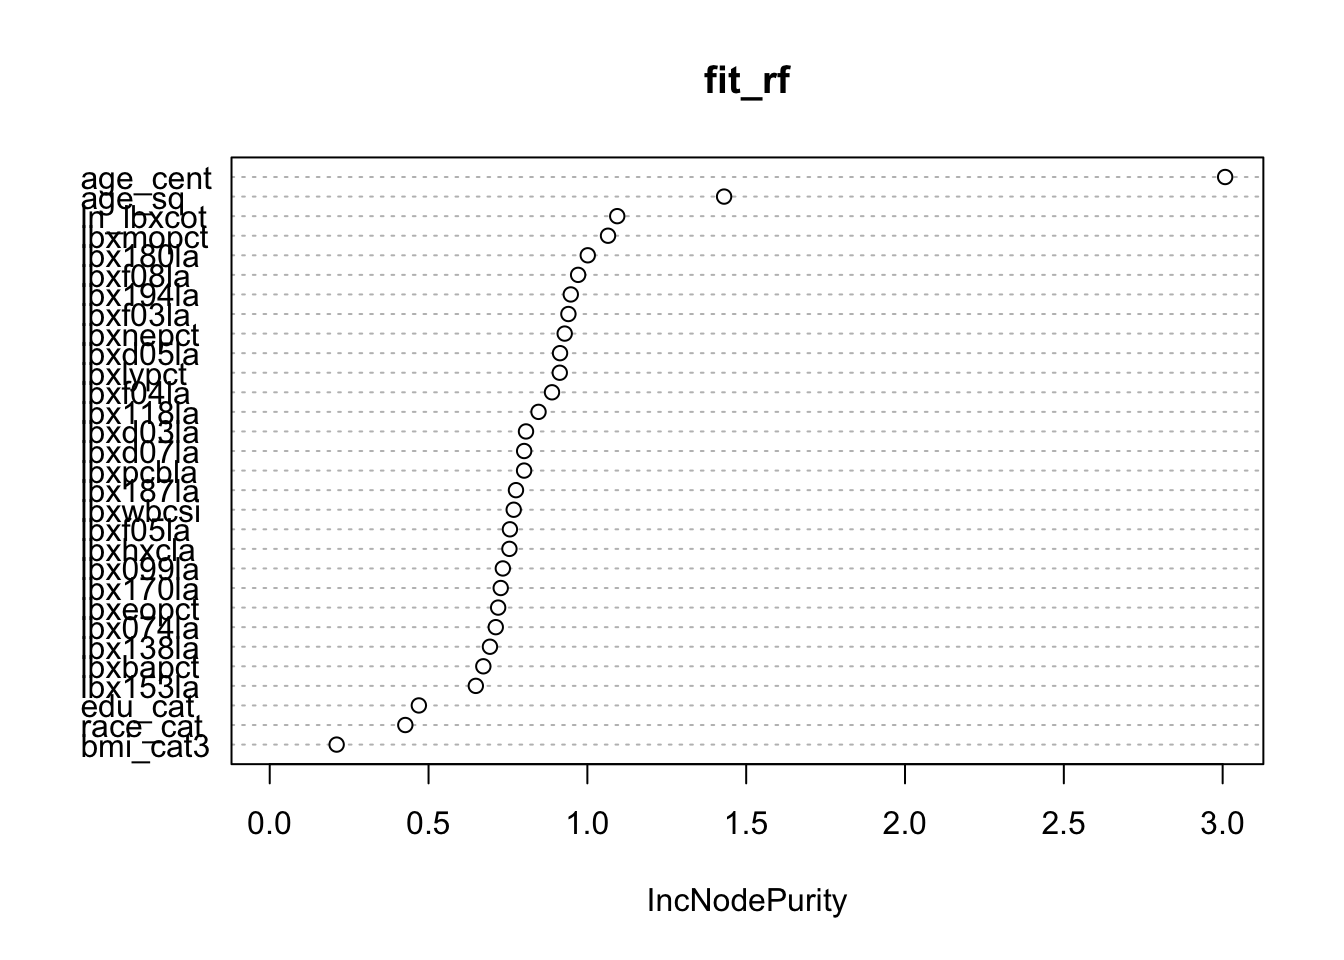 fit_rf
age_cent
age_sq
ln_lbxcot
lbxmopct
lbx180la
lbxf08la
lbx194la
lbxf03la
lbxnepct
lbxd05la
lbxlypct
lbxf04la
lbx118la
lbxd03la
lbxd07la
lbxpcbla
lbx187la
lbxwbcsi
lbxf05la
lbxhxcla
lbx099la
lbx170la
lbxeopct
lbx074la
lbx138la
lbxbapct
lbx153la
edu_cat
race_cat
bmi_cat3
0.0 0.5 1.0 1.5 2.0 2.5 3.0
IncNodePurity